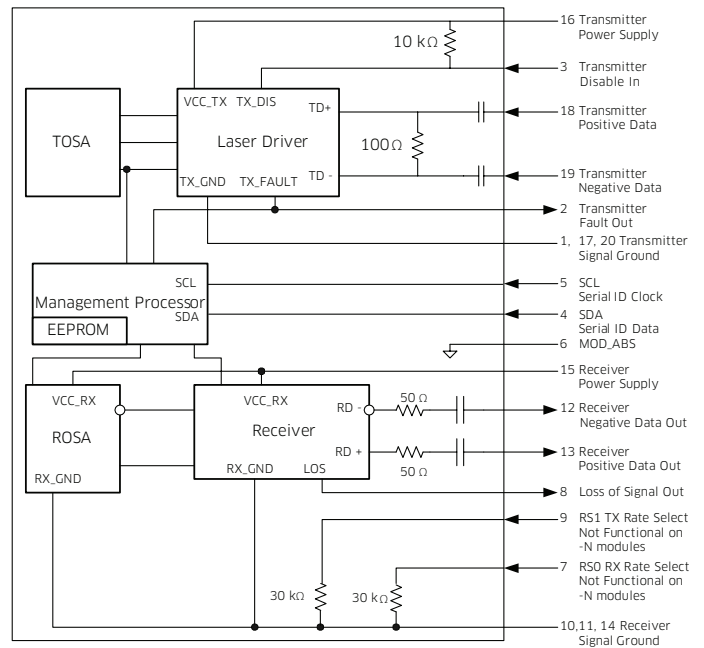 16 Transmitter
Power Supply
10 kΩ
3 Transmitter
Disable In
VCC_TX TX_DIS
TD+
18 Transmitter
Positive Data
TOSA
Laser Driver
100Ω
TD -
19 Transmitter
Negative Data
TX_GND TX_FAULT
2 Transmitter
Fault Out
1, 17, 20 Transmitter
Signal Ground
SCL
5 SCL
Serial ID Clock
Management Processor
SDA
4 SDA
Serial ID Data
EEPROM
6 MOD_ABS
15 Receiver
Power Supply
VCC_RX
VCC_RX
50 Ω
RD -
12 Receiver
Negative Data Out
ROSA
Receiver
RD +
13 Receiver
Positive Data Out
50 Ω
RX_GND
RX_GND LOS
8 Loss of Signal Out
9 RS1 TX Rate Select
Not Functional on
-N modules
7 RS0 RX Rate Select
Not Functional on
-N modules
30 kΩ
30 kΩ
10,11, 14 Receiver
Signal Ground